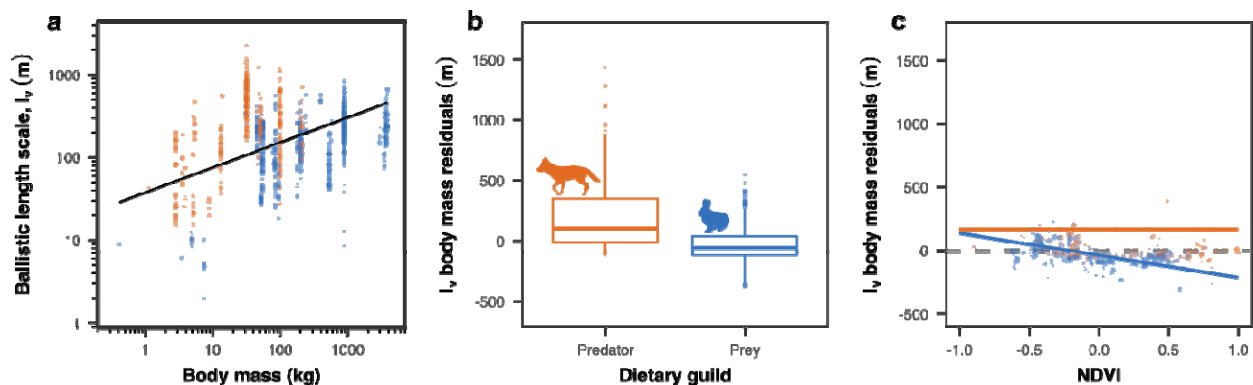 a
Ballistic length scale, lᵥ (m)
1000
100
10
1
1
10
100
1000
Body mass (kg)
b
lᵥ body mass residuals (m)
1500
1000
500
0
-500
Predator
Prey
Dietary guild
c
lᵥ body mass residuals (m)
1500
1000
500
0
-500
-1.0
-0.5
0.0
0.5
1.0
NDVI